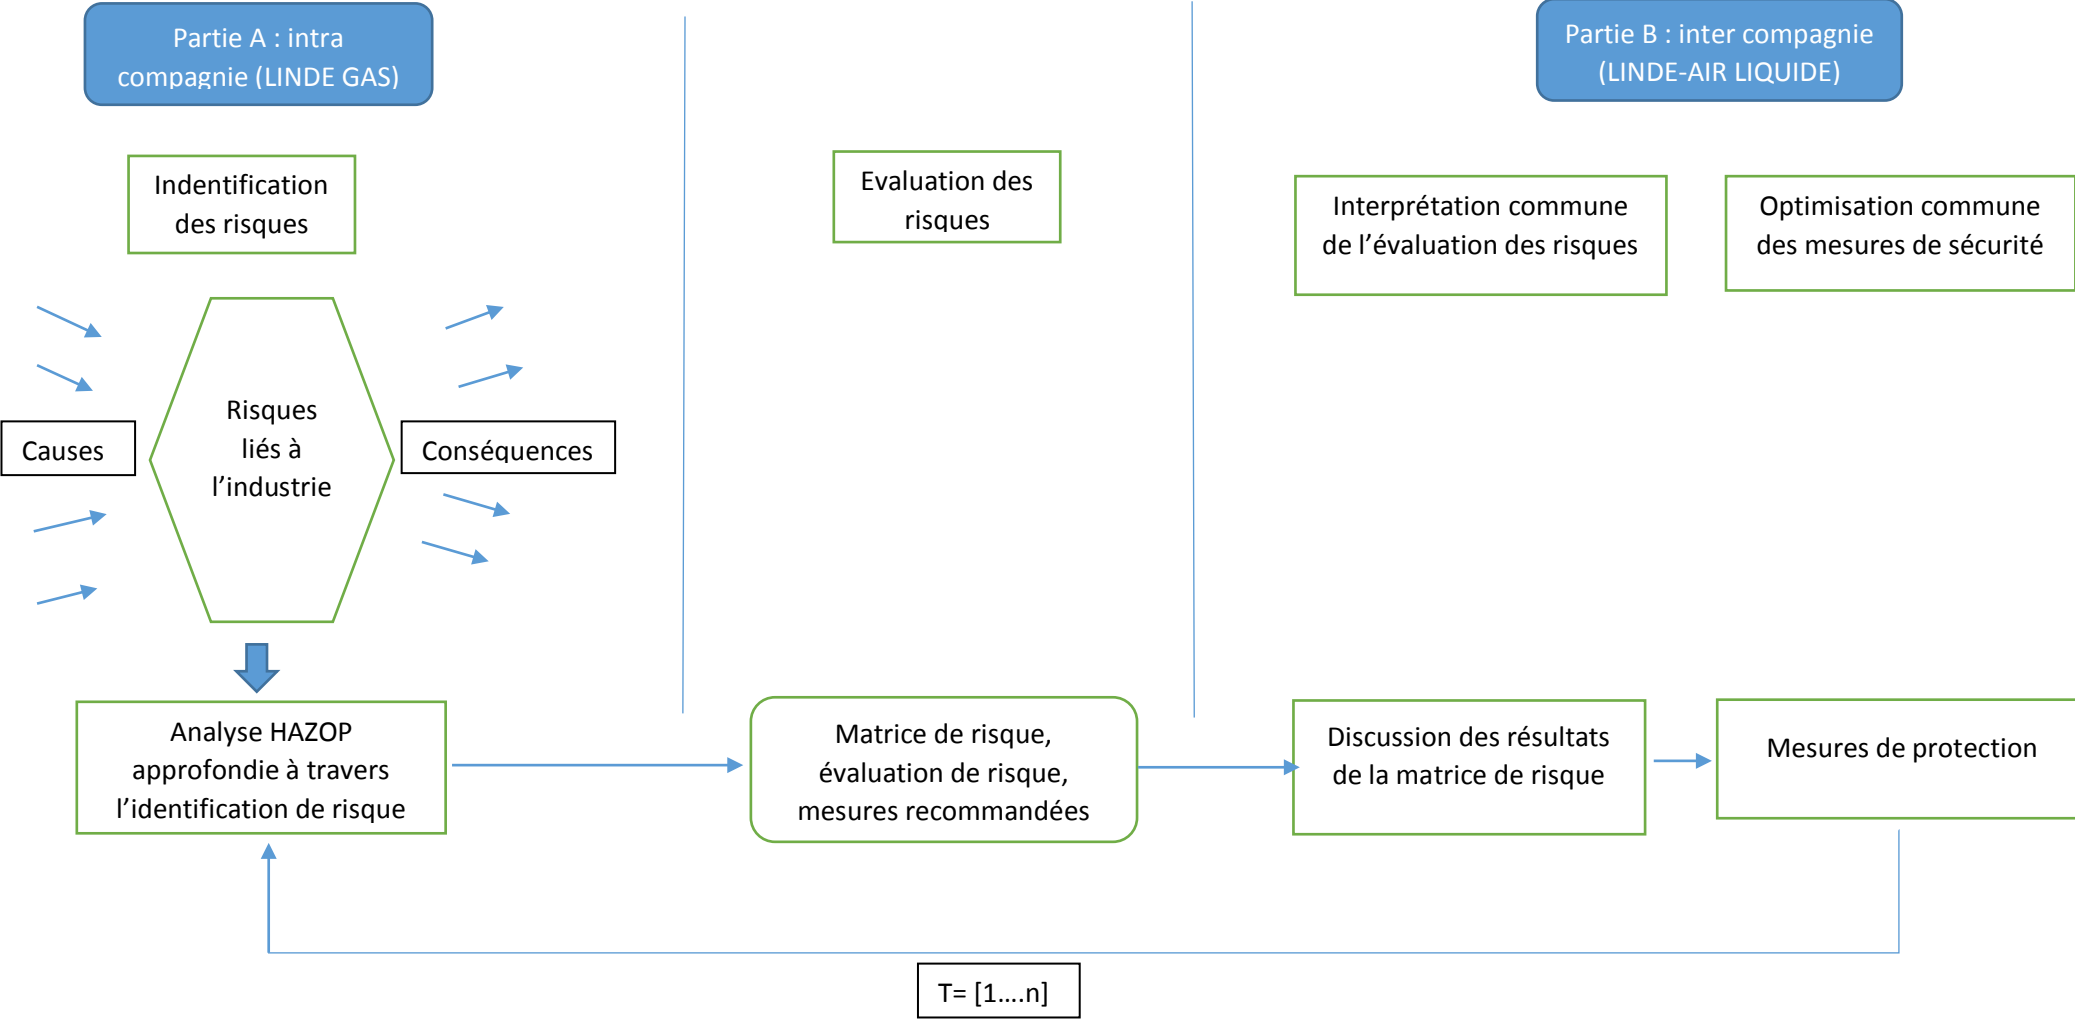 Partie A : intra
compagnie (LINDE GAS)
Partie B : inter compagnie
(LINDE-AIR LIQUIDE)
Indentification
des risques
Evaluation des
risques
Interprétation commune
de l’évaluation des risques
Optimisation commune
des mesures de sécurité
Causes
Risques
liés à
l’industrie
Conséquences
Analyse HAZOP
approfondie à travers
l’identification de risque
Matrice de risque,
évaluation de risque,
mesures recommandées
Discussion des résultats
de la matrice de risque
Mesures de protection
T= [1….n]